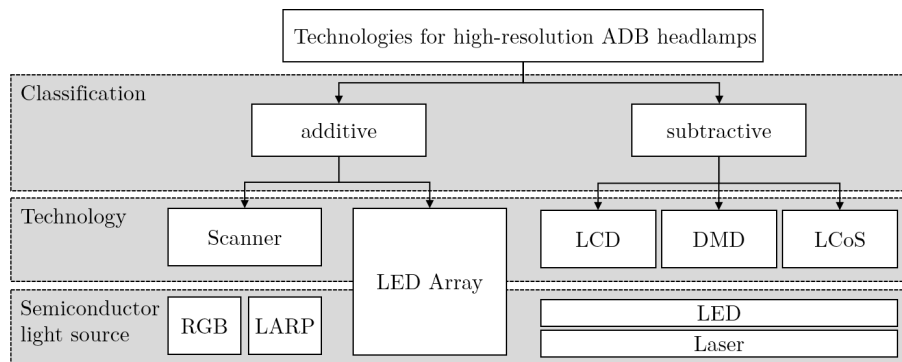 Technologies for high-resolution ADB headlamps
Classification
additive
subtractive
Technology
Scanner
LED Array
LCD
DMD
LCoS
Semiconductor
light source
RGB
LARP
LED
Laser